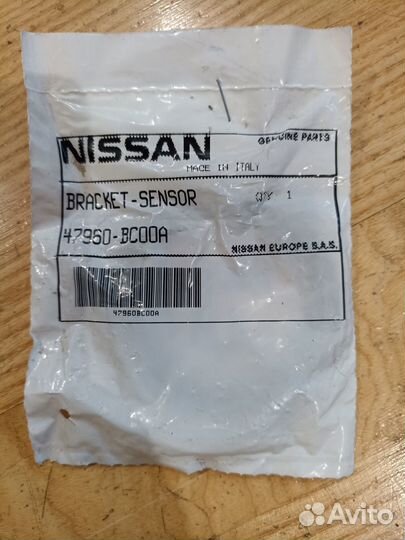 NISSAN
GENUINE PARTS
MADE IN ITALY
BRACKET-SENSOR QTY 1
47960-BC00A
NISSAN EUROPE S.A.S.
47960BC00A
Avito